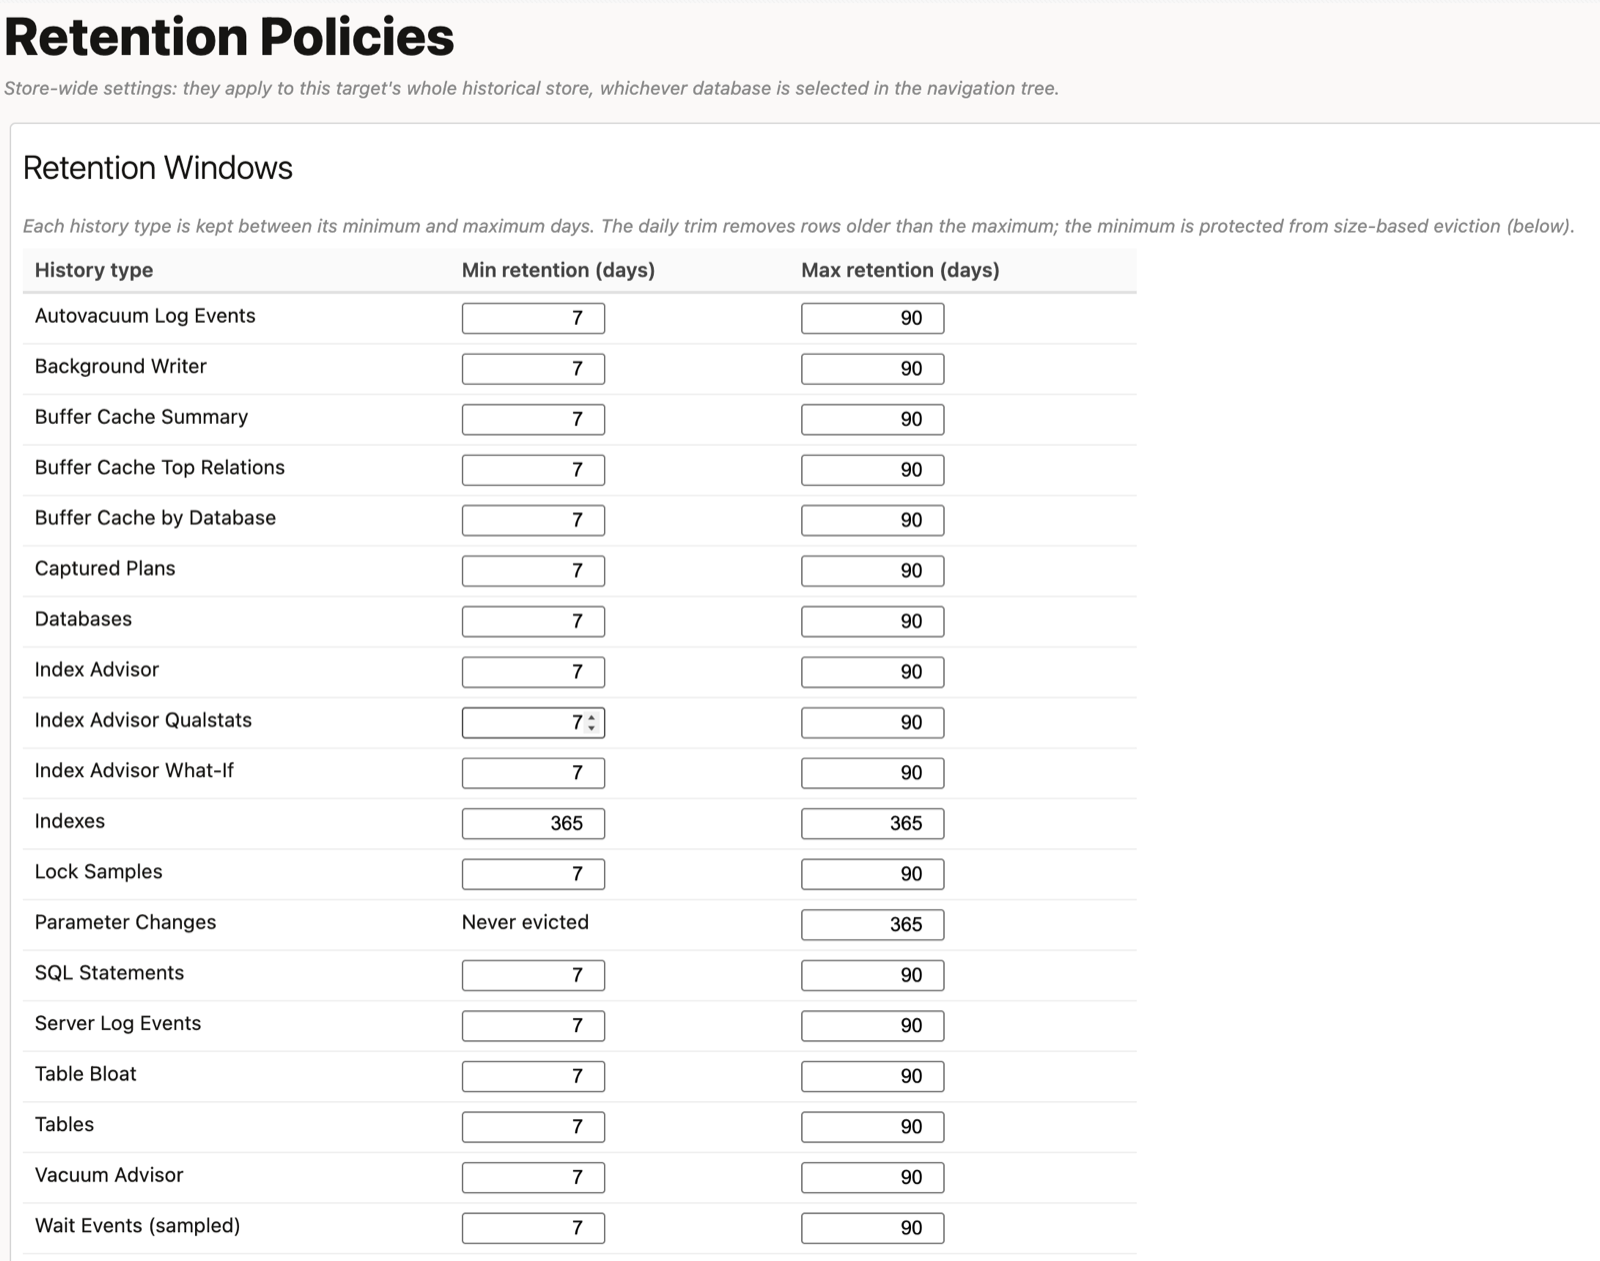 Retention Policies
Store-wide settings: they apply to this target's whole historical store, whichever database is selected in the navigation tree.
Retention Windows
Each history type is kept between its minimum and maximum days. The daily trim removes rows older than the maximum; the minimum is protected from size-based eviction (below).
History type Min retention (days) Max retention (days)
Autovacuum Log Events 7 90
Background Writer 7 90
Buffer Cache Summary 7 90
Buffer Cache Top Relations 7 90
Buffer Cache by Database 7 90
Captured Plans 7 90
Databases 7 90
Index Advisor 7 90
Index Advisor Qualstats 7 90
Index Advisor What-If 7 90
Indexes 365 365
Lock Samples 7 90
Parameter Changes Never evicted 365
SQL Statements 7 90
Server Log Events 7 90
Table Bloat 7 90
Tables 7 90
Vacuum Advisor 7 90
Wait Events (sampled) 7 90